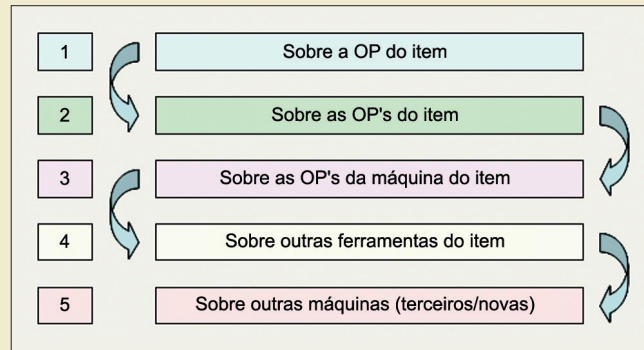 1
Sobre a OP do item
2
Sobre as OP's do item
3
Sobre as OP's da máquina do item
4
Sobre outras ferramentas do item
5
Sobre outras máquinas (terceiros/novas)